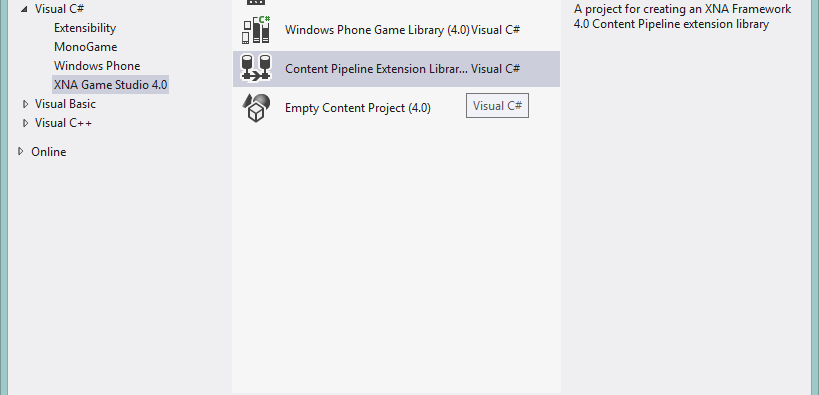 Visual C#
Extensibility
MonoGame
Windows Phone
XNA Game Studio 4.0
Visual Basic
Visual C++
Online
C#
Windows Phone Game Library (4.0) Visual C#
Content Pipeline Extension Librar... Visual C#
Empty Content Project (4.0)
Visual C#
A project for creating an XNA Framework
4.0 Content Pipeline extension library